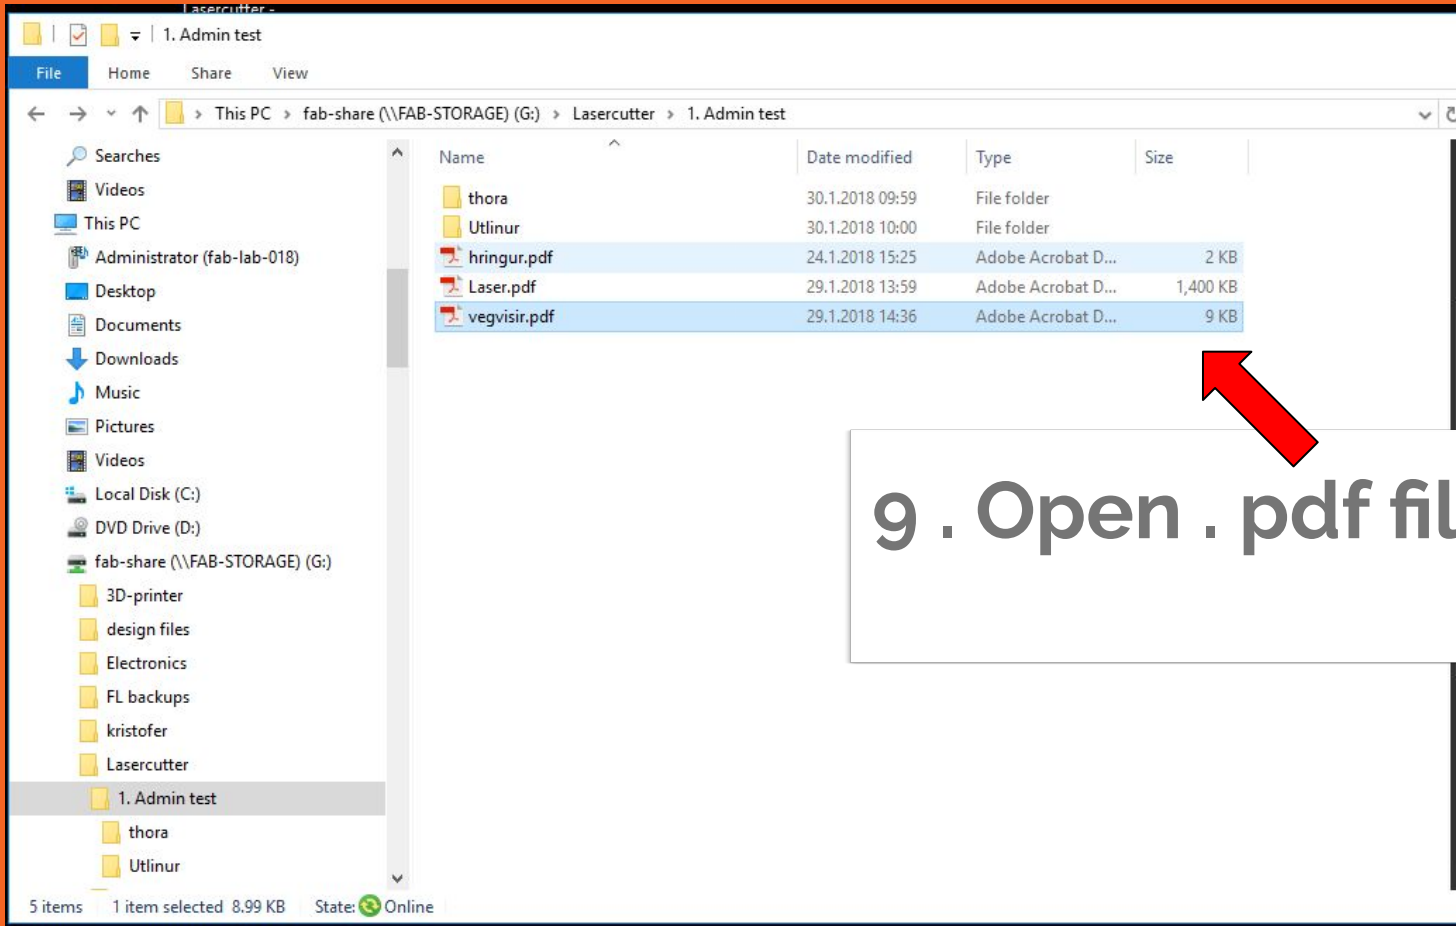 Lasercutter -
1. Admin test
File Home Share View
This PC > fab-share (\\FAB-STORAGE) (G:) > Lasercutter > 1. Admin test
Searches
Videos
This PC
Administrator (fab-lab-018)
Desktop
Documents
Downloads
Music
Pictures
Videos
Local Disk (C:)
DVD Drive (D:)
fab-share (\\FAB-STORAGE) (G:)
3D-printer
design files
Electronics
FL backups
kristofer
Lasercutter
1. Admin test
thora
Utlinur
Name Date modified Type Size
thora 30.1.2018 09:59 File folder
Utlinur 30.1.2018 10:00 File folder
hringur.pdf 24.1.2018 15:25 Adobe Acrobat D... 2 KB
Laser.pdf 29.1.2018 13:59 Adobe Acrobat D... 1,400 KB
vegvisir.pdf 29.1.2018 14:36 Adobe Acrobat D... 9 KB
9 . Open . pdf fil
5 items 1 item selected 8.99 KB State: Online